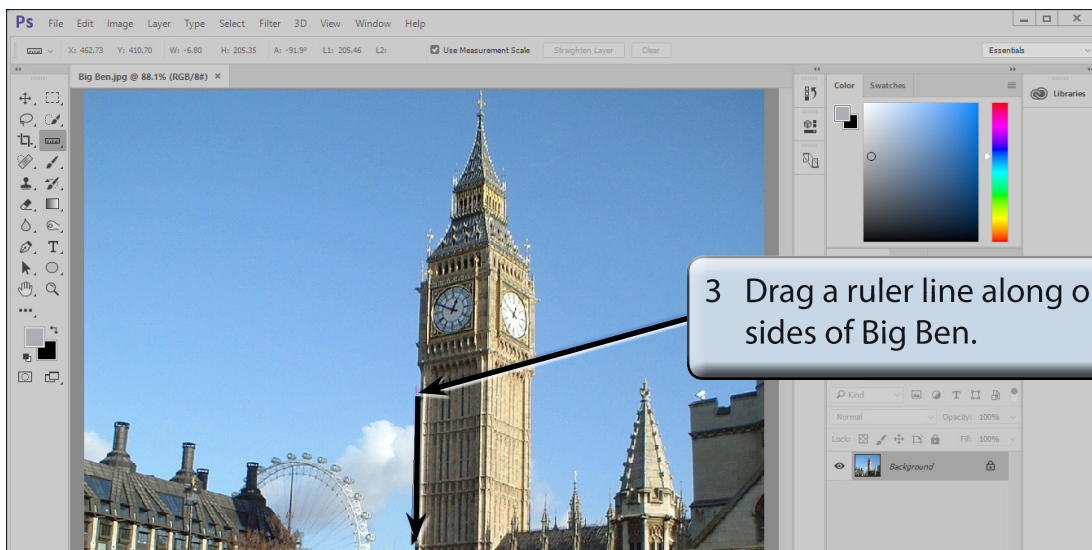 Ps File Edit Image Layer Type Select Filter 3D View Window Help
X: 462.73 Y: 410.70 W: -6.80 H: 205.35 A: -91.9° L1: 205.46 L2: Use Measurement Scale Straighten Layer Clear Essentials
Big Ben.jpg @ 88.1% (RGB/8#) ×
Color Swatches
Libraries
3 Drag a ruler line along o
sides of Big Ben.
Kind
Normal Opacity: 100%
Lock: Fill: 100%
Background